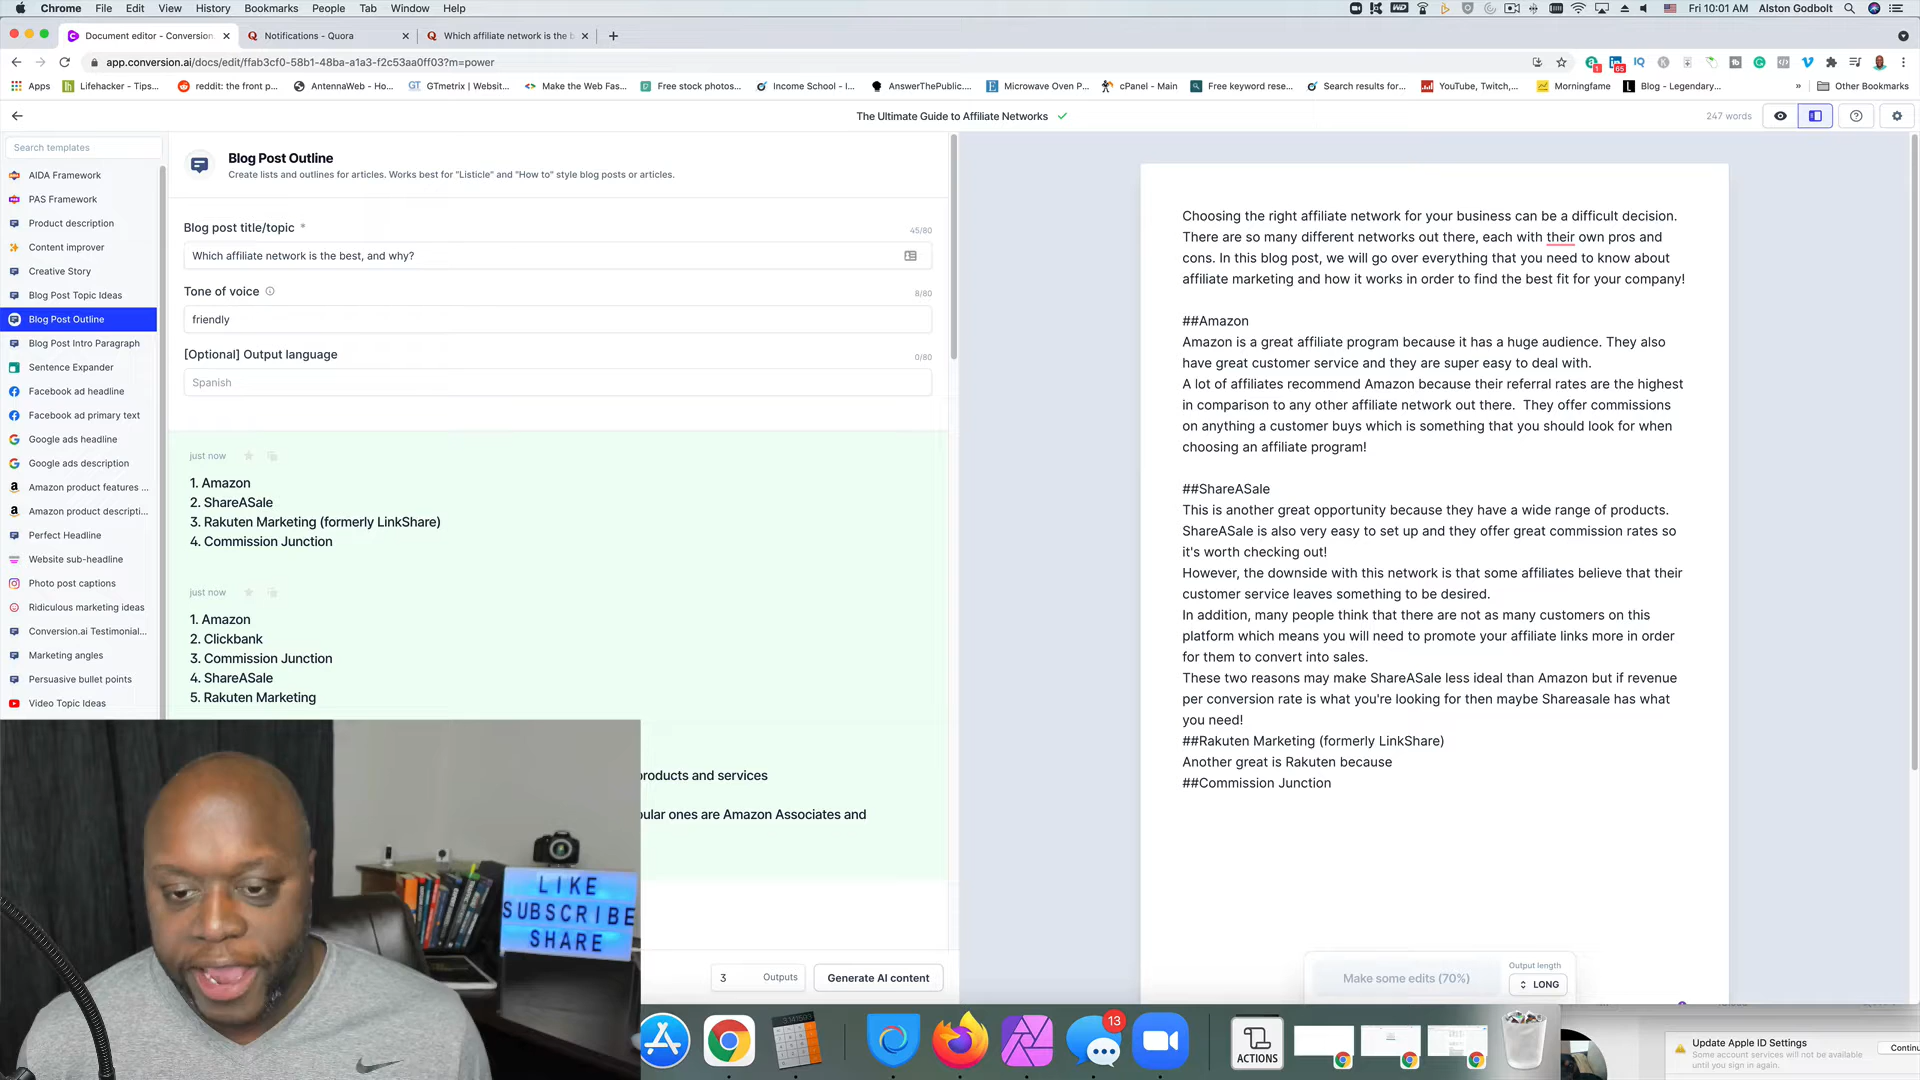 Chrome File Edit View History Bookmarks People Tab Window Help
Fri 10:01 AM Alston Godbolt
Document editor - Conversion.
Notifications - Quora
Which affiliate network is the b
app.conversion.ai/docs/edit/ffab3cf0-58b1-48ba-a1a3-f2c53aa0ff03?m=power
Apps Lifehacker - Tips... reddit: the front p... AntennaWeb - Ho... GTmetrix | Websit... Make the Web Fas... Free stock photos... Income School - I... AnswerThePublic.... Microwave Oven P... cPanel - Main Free keyword rese... Search results for... YouTube, Twitch,... Morningfame Blog - Legendary... » Other Bookmarks
The Ultimate Guide to Affiliate Networks
247 words
Search templates
AIDA Framework
PAS Framework
Product description
Content improver
Creative Story
Blog Post Topic Ideas
Blog Post Outline
Blog Post Intro Paragraph
Sentence Expander
Facebook ad headline
Facebook ad primary text
Google ads headline
Google ads description
Amazon product features ...
Amazon product descripti...
Perfect Headline
Website sub-headline
Photo post captions
Ridiculous marketing ideas
Conversion.ai Testimonial...
Marketing angles
Persuasive bullet points
Video Topic Ideas
Blog Post Outline
Create lists and outlines for articles. Works best for "Listicle" and "How to" style blog posts or articles.
Blog post title/topic *
45/80
Which affiliate network is the best, and why?
Tone of voice
8/80
friendly
[Optional] Output language
0/80
Spanish
just now
1. Amazon
2. ShareASale
3. Rakuten Marketing (formerly LinkShare)
4. Commission Junction
just now
1. Amazon
2. Clickbank
3. Commission Junction
4. ShareASale
5. Rakuten Marketing
products and services
ular ones are Amazon Associates and
3 Outputs
Generate AI content
Choosing the right affiliate network for your business can be a difficult decision.
There are so many different networks out there, each with their own pros and
cons. In this blog post, we will go over everything that you need to know about
affiliate marketing and how it works in order to find the best fit for your company!
##Amazon
Amazon is a great affiliate program because it has a huge audience. They also
have great customer service and they are super easy to deal with.
A lot of affiliates recommend Amazon because their referral rates are the highest
in comparison to any other affiliate network out there.  They offer commissions
on anything a customer buys which is something that you should look for when
choosing an affiliate program!
##ShareASale
This is another great opportunity because they have a wide range of products.
ShareASale is also very easy to set up and they offer great commission rates so
it's worth checking out!
However, the downside with this network is that some affiliates believe that their
customer service leaves something to be desired.
In addition, many people think that there are not as many customers on this
platform which means you will need to promote your affiliate links more in order
for them to convert into sales.
These two reasons may make ShareASale less ideal than Amazon but if revenue
per conversion rate is what you're looking for then maybe Shareasale has what
you need!
##Rakuten Marketing (formerly LinkShare)
Another great is Rakuten because
##Commission Junction
Make some edits (70%)
Output length
LONG
LIKE
SUBSCRIBE
SHARE
13
ACTIONS
Update Apple ID Settings
Some account services will not be available
until you sign in again.
Continu